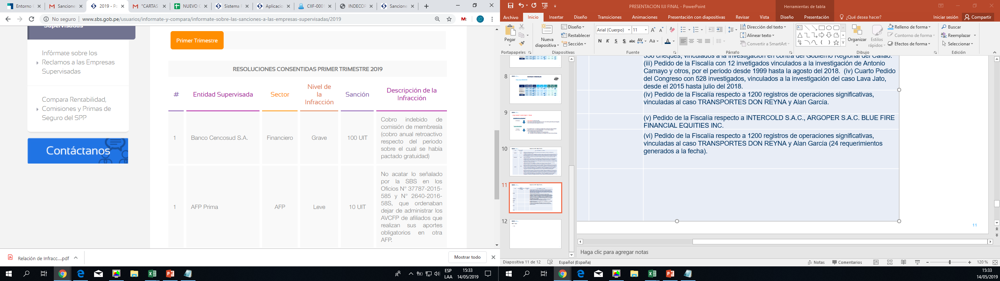 Entorno
Sancione
2019 - Po
"CARTAS
NUEVO
Sistema
Aplicacio
CIIF-0001
INDECOP
Sancione
No seguro
www.sbs.gob.pe/usuarios/informate-y-compara/informate-sobre-las-sanciones-a-las-empresas-supervisadas/2019
Supervisadas
Infórmate sobre los
Reclamos a las Empresas
Supervisadas
Compara Rentabilidad,
Comisiones y Primas de
Seguro del SPP
Contáctanos
Primer Trimestre
RESOLUCIONES CONSENTIDAS PRIMER TRIMESTRE 2019
# Entidad Supervisada Sector Nivel de la Infracción Sanción Descripción de la Infracción
1 Banco Cencosud S.A. Financiero Grave 100 UIT
Cobro indebido de
comisión de membresía
(cobro anual retroactivo
respecto del periodo
sobre el cual se había
pactado gratuidad)
1 AFP Prima AFP Leve 10 UIT
No acatar lo señalado
por la SBS en los
Oficios N° 37787-2015-
585 y N° 2640-2016-
58S, que ordenaban
dejar de administrar los
AVCFP de afiliados que
realizan sus aportes
obligatorios en otra
AFP.
Relación de Infracc....pdf
Mostrar todo
ESP
LAA
15:33
14/05/2019
PRESENTACION IIJJ FINAL - PowerPoint
Herramientas de tabla
Archivo Inicio Insertar Diseño Transiciones Animaciones Presentación con diapositivas Revisar Vista Diseño Presentación ¿Qué desea hacer? Iniciar sesión Compartir
Pegar
Portapapeles
Nueva
diapositiva
Diseño
Restablecer
Sección
Diapositivas
Arial (Cuerpo) 11
N K S S abc AV Aa A
Fuente
Dirección del texto
Alinear texto
Convertir a SmartArt
Párrafo
Organizar
Estilos
rápidos
Relleno de forma
Contorno de forma
Efectos de forma
Dibujo
Buscar
Reemplazar
Seleccionar
Edición
8
9
10
11
12
358 cheques, vinculados a la investigación en contra del Gobierno Regional del Callao.
(iii) Pedido de la Fiscalía con 12 invetigados vinculados a la investigación de Antonio
Camayo y otros, por el periodo desde 1999 hasta la agosto del 2018. (iv) Cuarto Pedido
del Congreso con 528 investigados, vinculados a la investigación del caso Lava Jato,
desde el 2015 hasta julio del 2018.
(iv) Pedido de la Fiscalía respecto a 1200 registros de operaciones significativas,
vinculadas al caso TRANSPORTES DON REYNA y Alan García.
(v) Pedido de la Fiscalía respecto a INTERCOLD S.A.C., ARGOPER S.A.C. BLUE FIRE
FINANCIAL EQUITIES INC.
(vi) Pedido de la Fiscalía respecto a 1200 registros de operaciones significativas,
vinculadas al caso TRANSPORTES DON REYNA y Alan García (24 requerimientos
generados a la fecha).
11
Haga clic para agregar notas
Diapositiva 11 de 12
Español (España)
Notas
Comentarios
120 %
15:33
14/05/2019